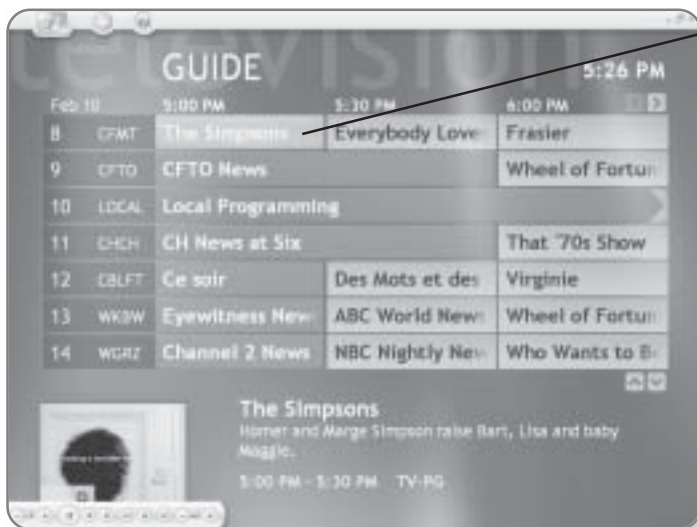 television
GUIDE
5:26 PM
Feb 10 5:00 PM 5:30 PM 6:00 PM
8 CFMT The Simpsons Everybody Love Frasier
9 CFTO CFTO News Wheel of Fortun
10 LOCAL Local Programming
11 CHCH CH News at Six That '70s Show
12 CBLFT Ce soir Des Mots et des Virginie
13 WKBW Eyewitness New ABC World News Wheel of Fortun
14 WGRZ Channel 2 News NBC Nightly New Who Wants to Be
The Simpsons
Homer and Marge Simpson raise Bart, Lisa and baby
Maggie.
5:00 PM - 5:30 PM TV-PG